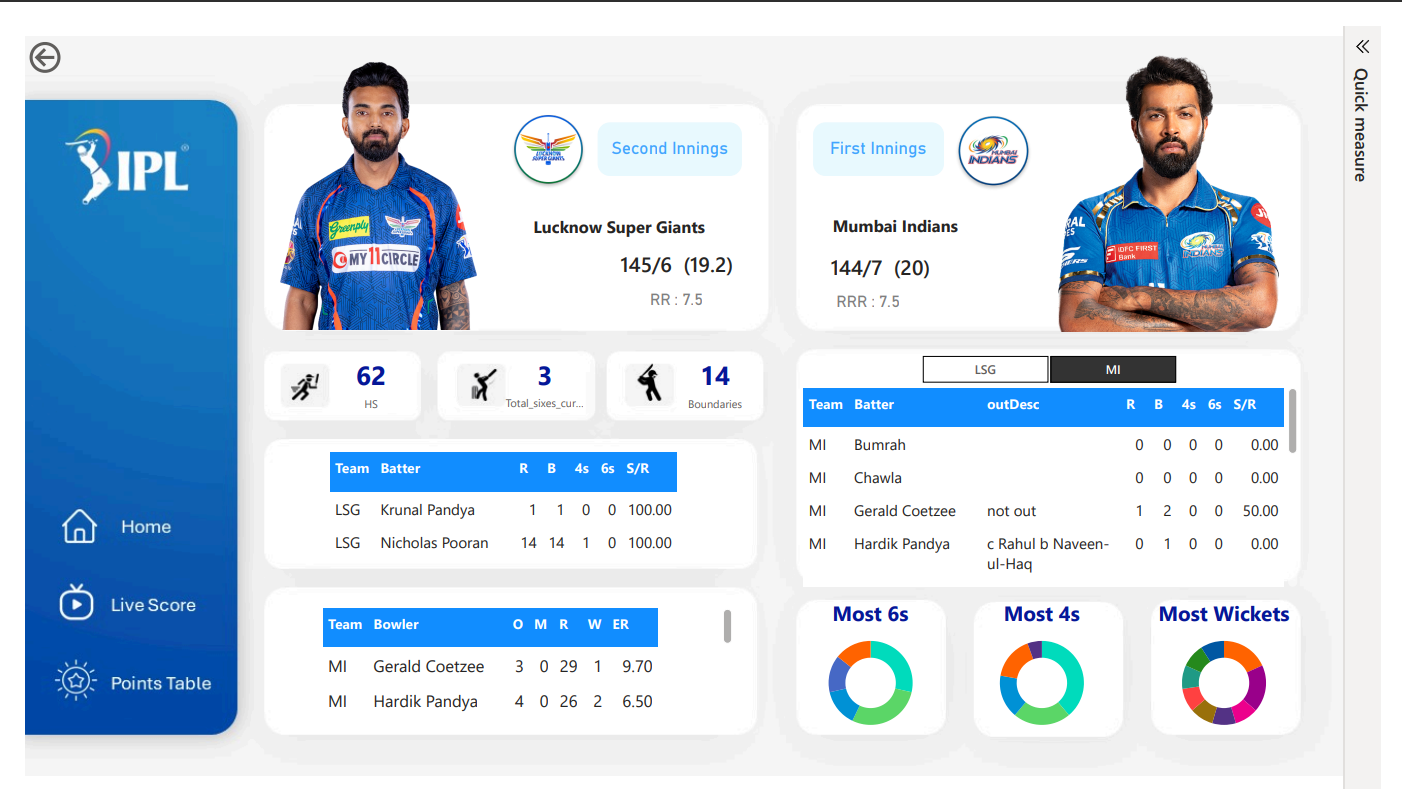 Quick measure
IPL
Home
Live Score
Points Table
Greenply
MY11CIRCLE
LUCKNOW
SUPER GIANTS
Second Innings
Lucknow Super Giants
145/6 (19.2)
RR : 7.5
First Innings
MUMBAI
INDIANS
Mumbai Indians
144/7 (20)
RRR : 7.5
IDFC FIRST
Bank
62
HS
3
Total_sixes_cur...
14
Boundaries
Team Batter R B 4s 6s S/R
LSG Krunal Pandya 1 1 0 0 100.00
LSG Nicholas Pooran 14 14 1 0 100.00
Team Bowler O M R W ER
MI Gerald Coetzee 3 0 29 1 9.70
MI Hardik Pandya 4 0 26 2 6.50
LSG MI
Team Batter outDesc R B 4s 6s S/R
MI Bumrah 0 0 0 0 0.00
MI Chawla 0 0 0 0 0.00
MI Gerald Coetzee not out 1 2 0 0 50.00
MI Hardik Pandya c Rahul b Naveen- 0 1 0 0 0.00
ul-Haq
Most 6s
Most 4s
Most Wickets